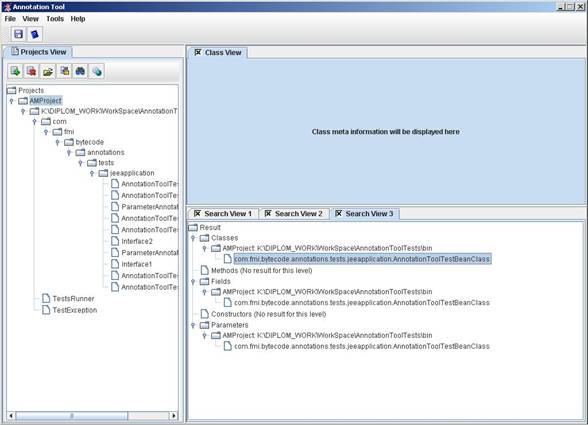 Annotation Tool
File View Tools Help
Projects View
Projects
AMProject
K:\DIPLOM_WORK\WorkSpace\AnnotationT
com
fmi
bytecode
annotations
tests
jeeapplication
AnnotationToolTes
AnnotationToolTes
ParameterAnnotat
AnnotationToolTes
AnnotationToolTes
Interface2
ParameterAnnotat
Interface1
AnnotationToolTes
AnnotationToolTes
TestsRunner
TestException
Class View
Class meta information will be displayed here
Search View 1 Search View 2 Search View 3
Result
Classes
AMProject: K:\DIPLOM_WORK\WorkSpace\AnnotationToolTests\bin
com.fmi.bytecode.annotations.tests.jeeapplication.AnnotationToolTestBeanClass
Methods (No result for this level)
Fields
AMProject: K:\DIPLOM_WORK\WorkSpace\AnnotationToolTests\bin
com.fmi.bytecode.annotations.tests.jeeapplication.AnnotationToolTestBeanClass
Constructors (No result for this level)
Parameters
AMProject: K:\DIPLOM_WORK\WorkSpace\AnnotationToolTests\bin
com.fmi.bytecode.annotations.tests.jeeapplication.AnnotationToolTestBeanClass